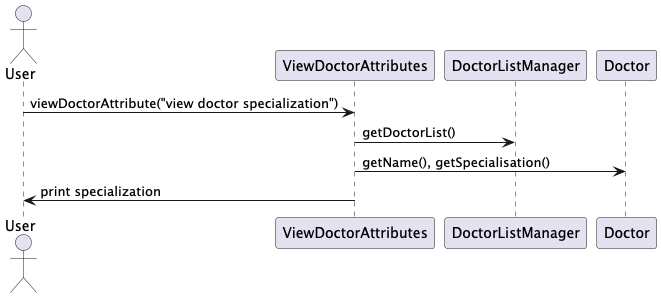 User
ViewDoctorAttributes
DoctorListManager
Doctor
viewDoctorAttribute("view doctor specialization")
getDoctorList()
getName(), getSpecialisation()
print specialization
User
ViewDoctorAttributes
DoctorListManager
Doctor